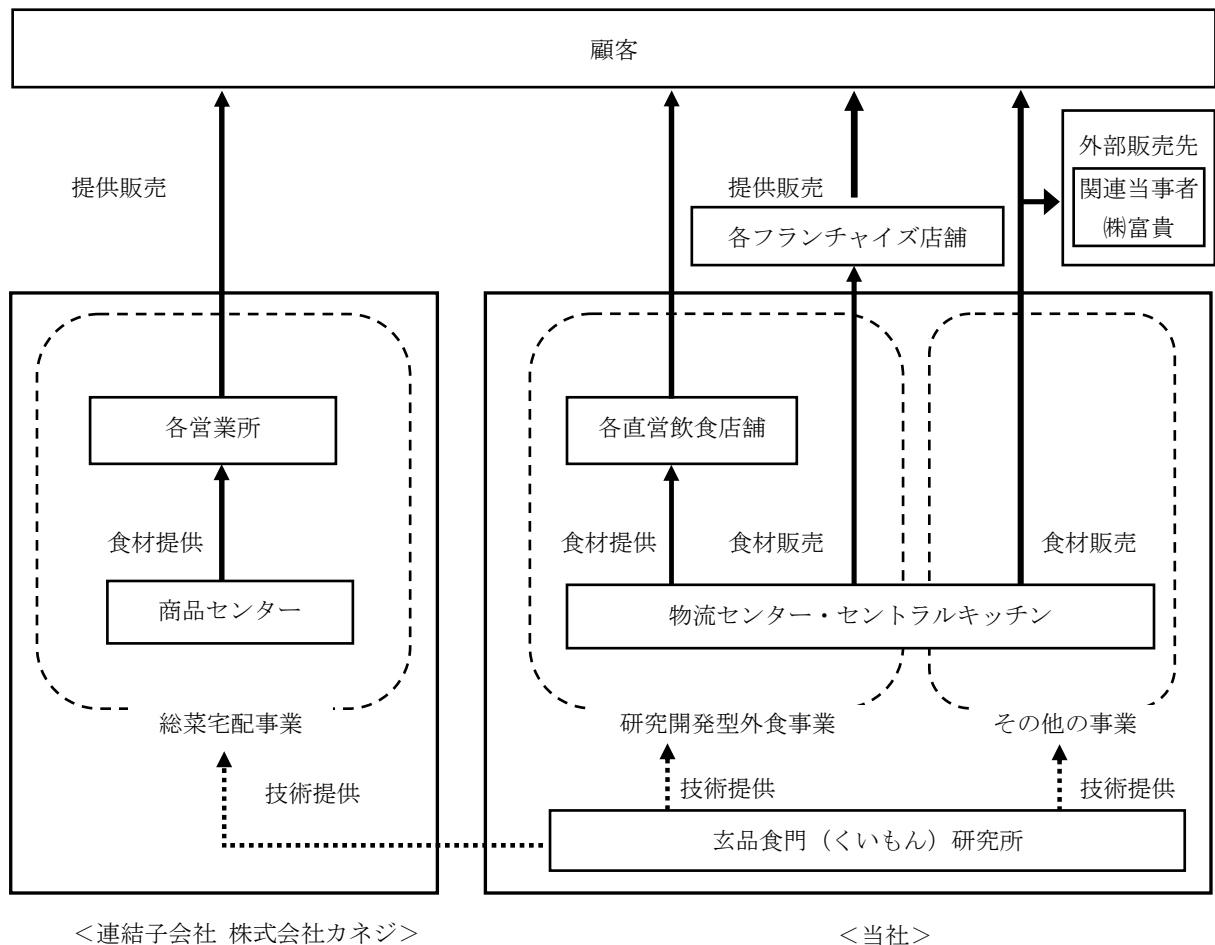 顧客
外部販売先
関連当事者
㈱富貴
提供販売
提供販売
各フランチャイズ店舗
各営業所
各直営飲食店舗
食材提供
食材提供
食材販売
食材販売
商品センター
物流センター・セントラルキッチン
総菜宅配事業
研究開発型外食事業
その他の事業
技術提供
技術提供
技術提供
玄品食門（くいもん）研究所
＜連結子会社 株式会社カネジ＞
＜当社＞